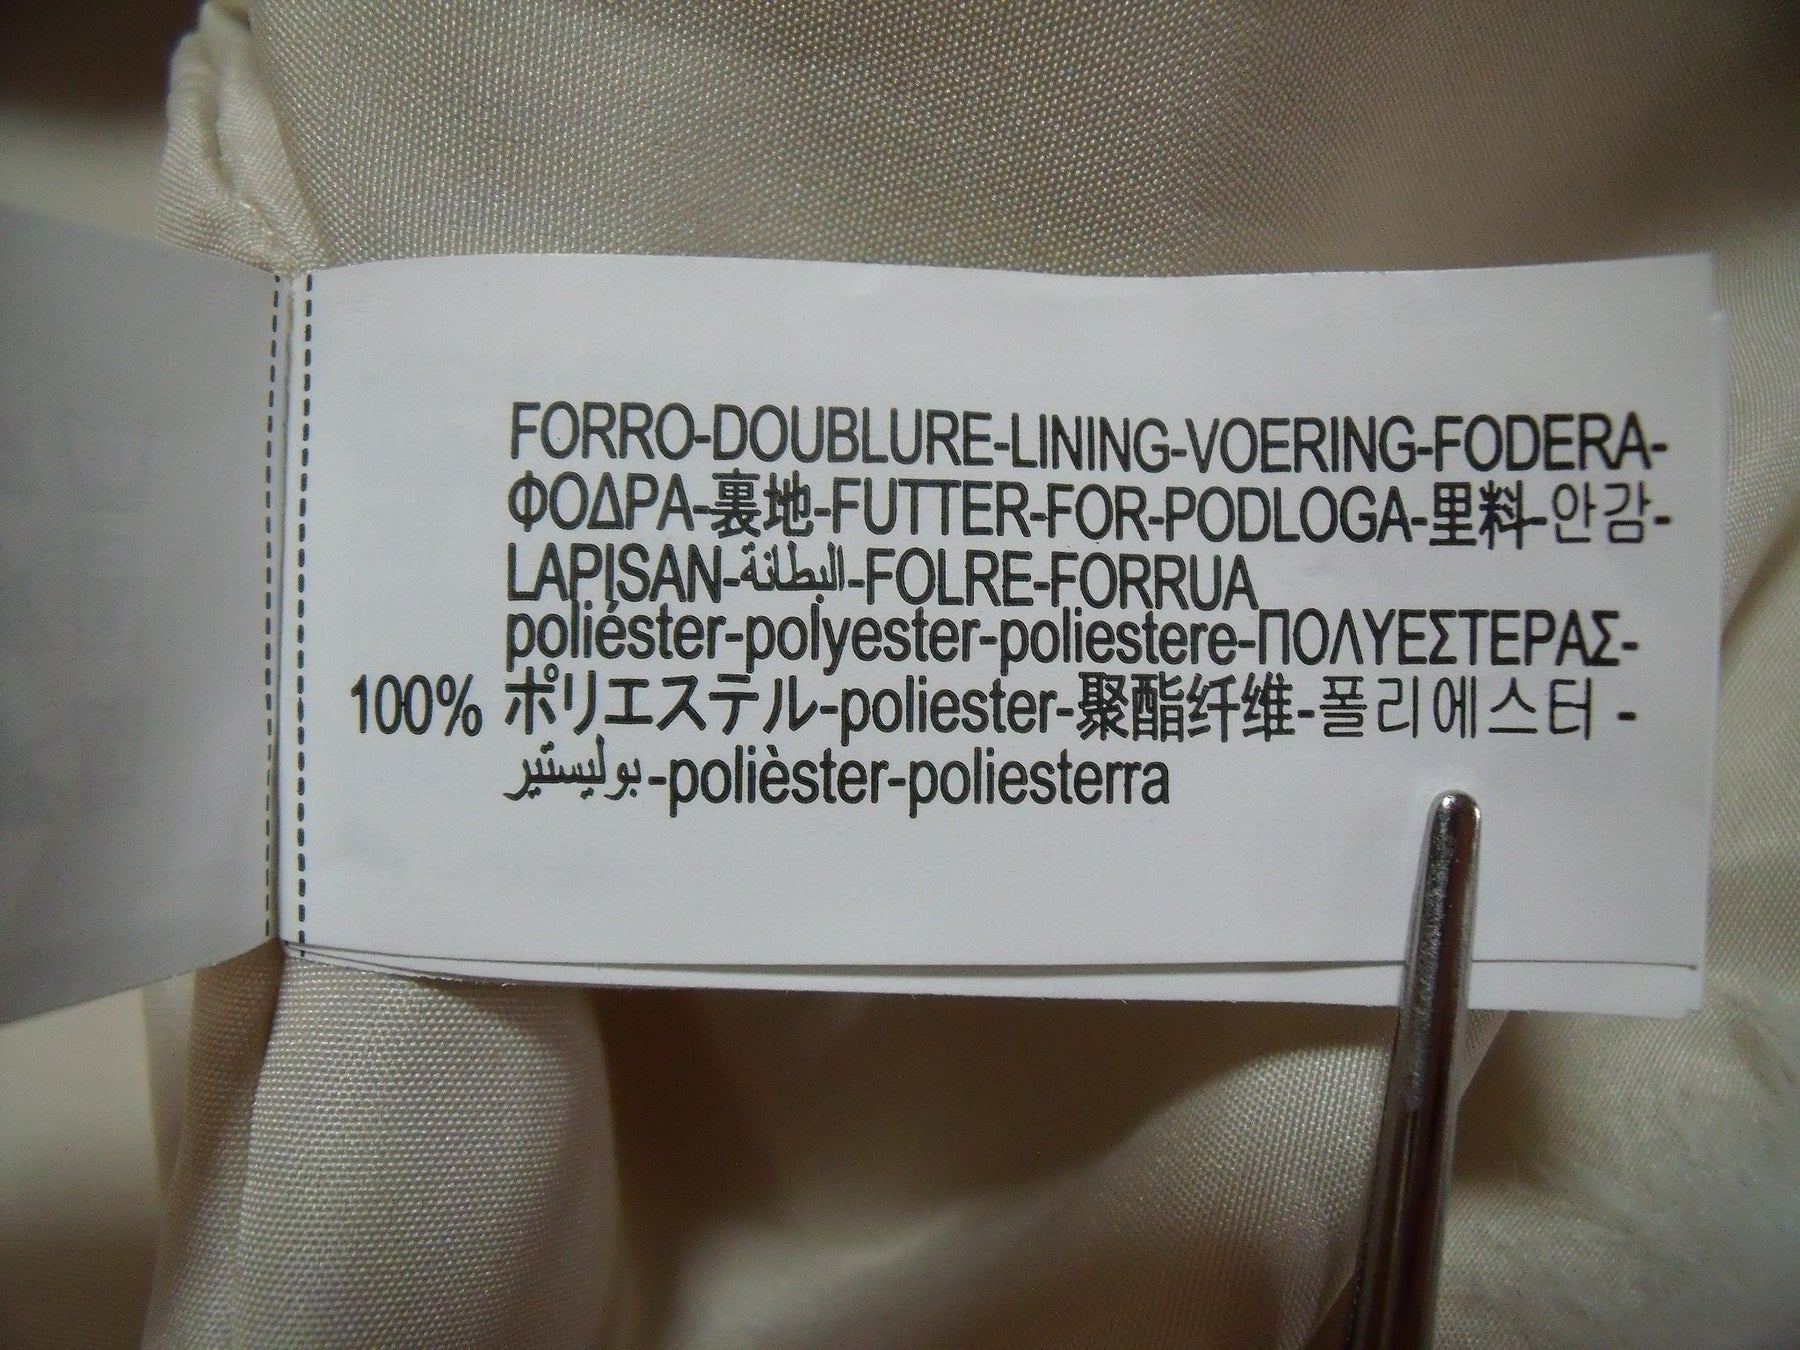 FORRO-DOUBLURE-LINING-VOERING-FODERA-
ΦΟΔΡΑ-裏地-FUTTER-FOR-PODLOGA-里料-안감-
LAPISAN-البطانة-FOLRE-FORRUA
poliéster-polyester-poliestere-ΠΟΛΥΕΣΤΕΡΑΣ-
100% ポリエステル-poliester-聚酯纤维-폴리에스터 -
بوليستير-polièster-poliesterra